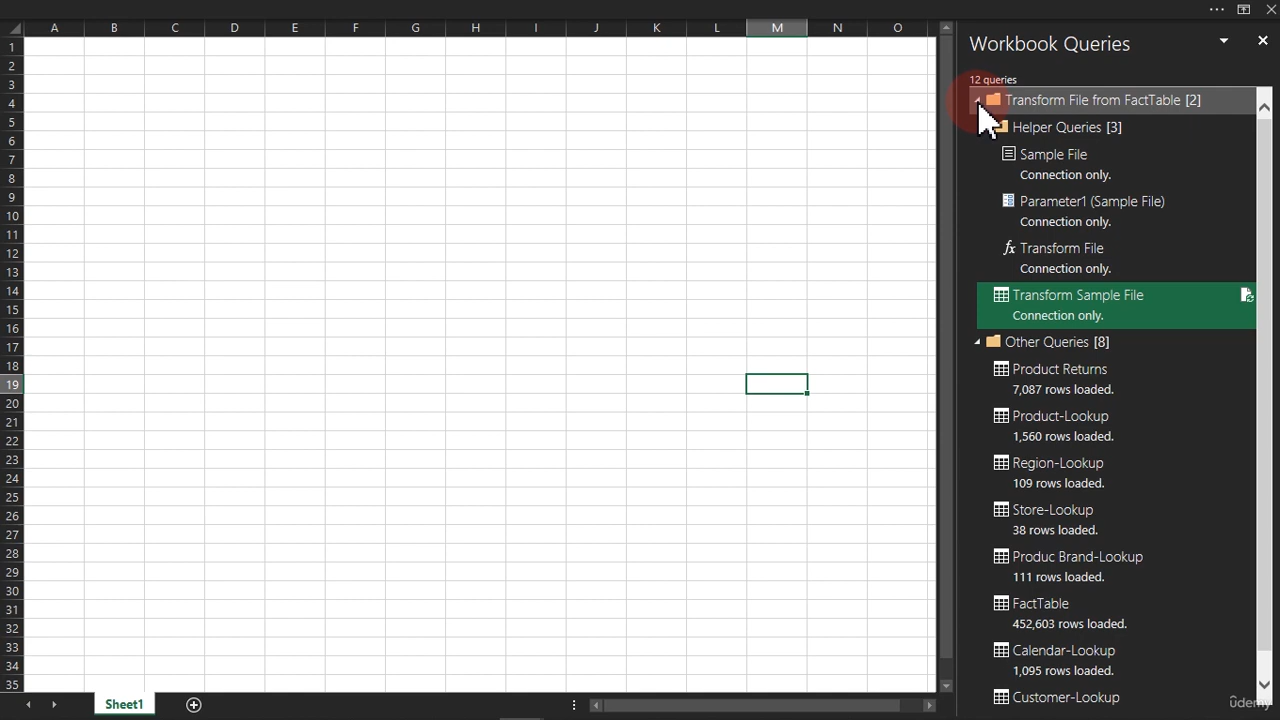 A B C D E F G H I J K L M N O
Workbook Queries
12 queries
Transform File from FactTable [2]
Helper Queries [3]
Sample File
Connection only.
Parameter1 (Sample File)
Connection only.
fx Transform File
Connection only.
Transform Sample File
Connection only.
Other Queries [8]
Product Returns
7,087 rows loaded.
Product-Lookup
1,560 rows loaded.
Region-Lookup
109 rows loaded.
Store-Lookup
38 rows loaded.
Produc Brand-Lookup
111 rows loaded.
FactTable
452,603 rows loaded.
Calendar-Lookup
1,095 rows loaded.
Customer-Lookup
1
2
3
4
5
6
7
8
9
10
11
12
13
14
15
16
17
18
19
20
21
22
23
24
25
26
27
28
29
30
31
32
33
34
35
Sheet1
udemy